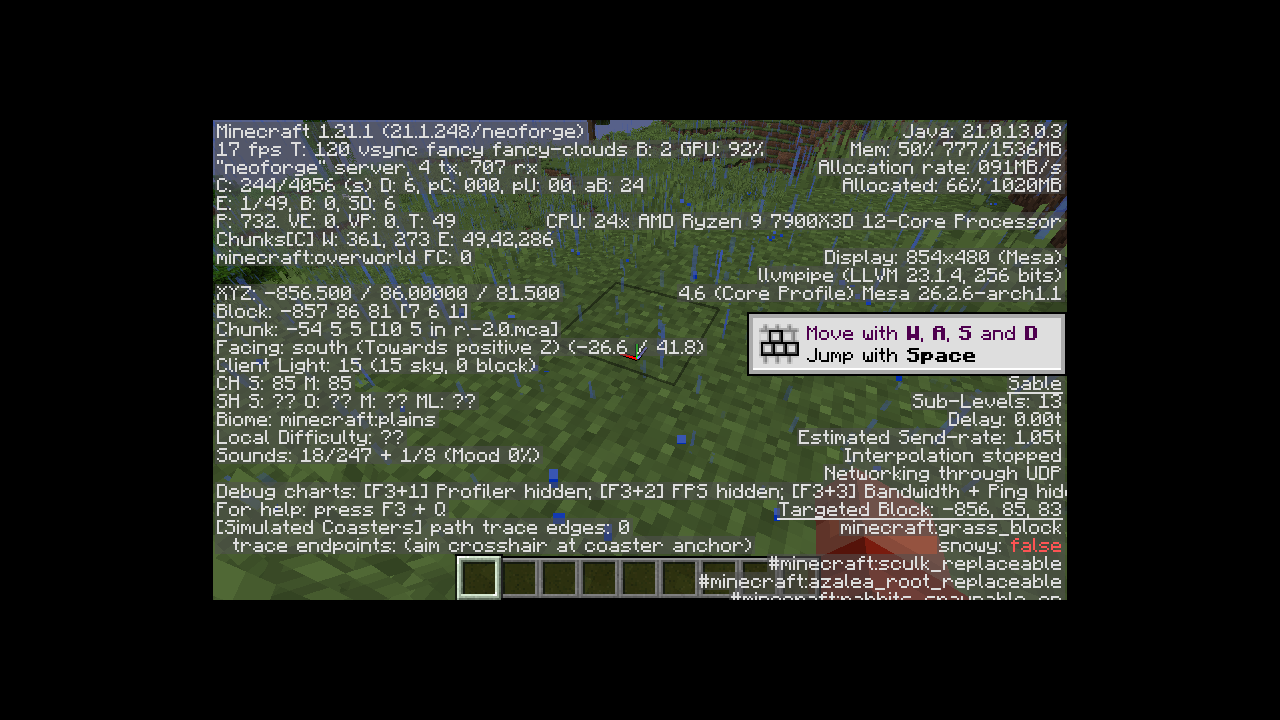 Minecraft 1.21.1 (21.1.248/neoforge)
17 fps T: 120 vsync fancy fancy-clouds B: 2 GPU: 92%
"neoforge" server, 4 tx, 707 rx
C: 244/4056 (s) D: 6, pC: 000, pU: 00, aB: 24
E: 1/49, B: 0, SD: 6
P: 732. VE: 0. VP: 0. T: 49
Chunks[C] W: 361, 273 E: 49,42,286
minecraft:overworld FC: 0
XYZ: -856.500 / 86.00000 / 81.500
Block: -857 86 81 [7 6 1]
Chunk: -54 5 5 [10 5 in r.-2.0.mca]
Facing: south (Towards positive Z) (-26.6 / 41.8)
Client Light: 15 (15 sky, 0 block)
CH S: 85 M: 85
SH S: ?? O: ?? M: ?? ML: ??
Biome: minecraft:plains
Local Difficulty: ??
Sounds: 18/247 + 1/8 (Mood 0%)
Debug charts: [F3+1] Profiler hidden; [F3+2] FPS hidden; [F3+3] Bandwidth + Ping hid
For help: press F3 + Q
[Simulated Coasters] path trace edges: 0
trace endpoints: (aim crosshair at coaster anchor)
Java: 21.0.13.0.3
Mem: 50% 777/1536MB
Allocation rate: 091MB/s
Allocated: 66% 1020MB
CPU: 24x AMD Ryzen 9 7900X3D 12-Core Processor
Display: 854x480 (Mesa)
llvmpipe (LLVM 23.1.4, 256 bits)
4.6 (Core Profile) Mesa 26.2.6-arch1.1
Move with W, A, S and D
Jump with Space
Sable
Sub-Levels: 13
Delay: 0.00t
Estimated Send-rate: 1.05t
Interpolation stopped
Networking through UDP
Targeted Block: -856, 85, 83
minecraft:grass_block
snowy: false
#minecraft:sculk_replaceable
#minecraft:azalea_root_replaceable